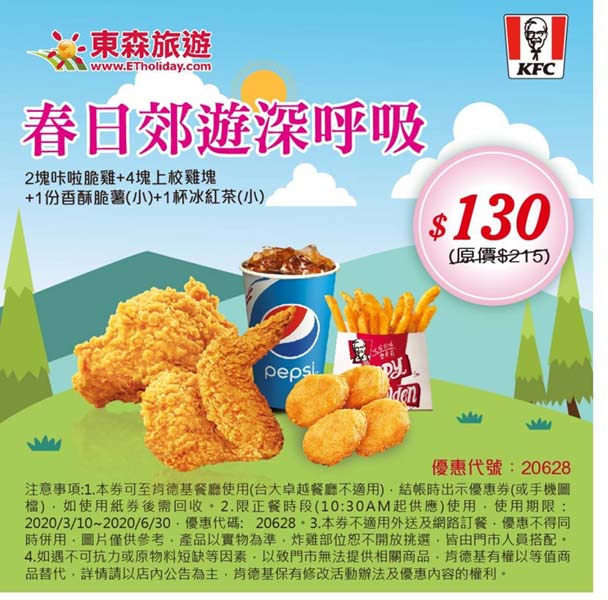 東森旅遊
www.ETholiday.com
KFC
春日郊遊深呼吸
2塊咔啦脆雞+4塊上校雞塊
+1份香酥脆薯(小)+1杯冰紅茶(小)
$130
(原價$215)
pepsi
優惠代號：20628
注意事項:1.本券可至肯德基餐廳使用(台大卓越餐廳不適用)，結帳時出示優惠券(或手機圖
檔)，如使用紙券後需回收。2.限正餐時段(10:30AM起供應)使用，使用期限：
2020/3/10~2020/6/30，優惠代碼: 20628。3.本券不適用外送及網路訂餐，優惠不得同
時併用，圖片僅供參考，產品以實物為準，炸雞部位恕不開放挑選，皆由門市人員搭配。
4.如遇不可抗力或原物料短缺等因素，以致門市無法提供相關商品，肯德基有權以等值商
品替代，詳情請以店內公告為主，肯德基保有修改活動辦法及優惠內容的權利。